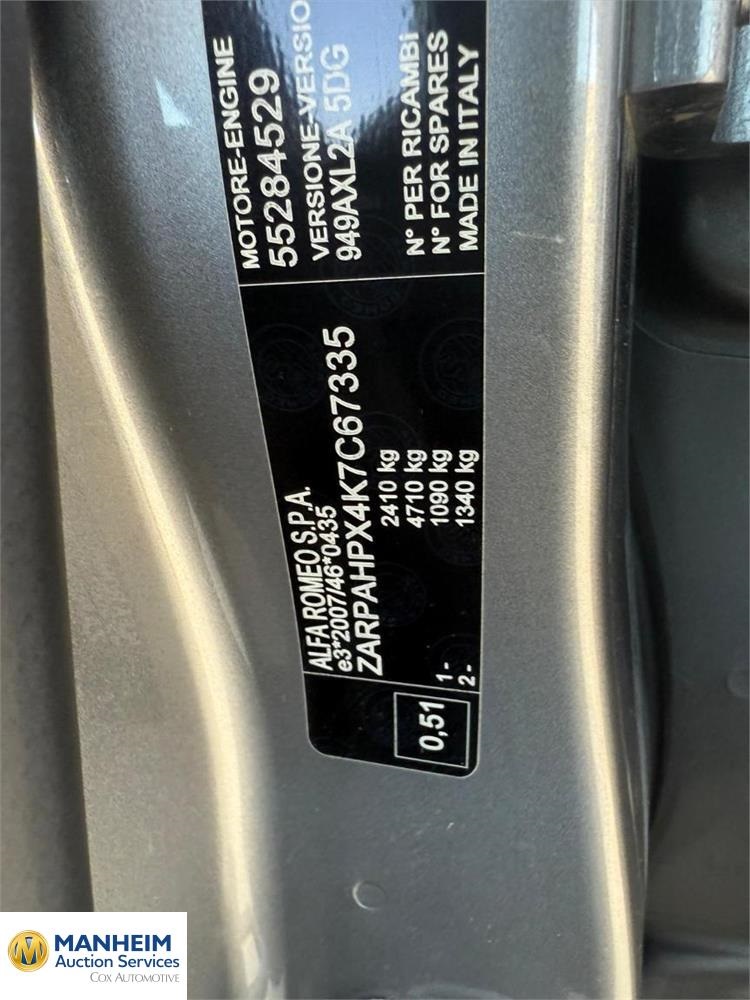 ALFA ROMEO S.P.A.
e3*2007/46*0435
ZARPAHPX4K7C67335
2410 kg
4710 kg
1- 1090 kg
2- 1340 kg
0,51
MOTORE-ENGINE
55284529
VERSIONE-VERSIO
949AXL2A 5DG
N° PER RICAMBI
N° FOR SPARES
MADE IN ITALY
MANHEIM
Auction Services
COX AUTOMOTIVE